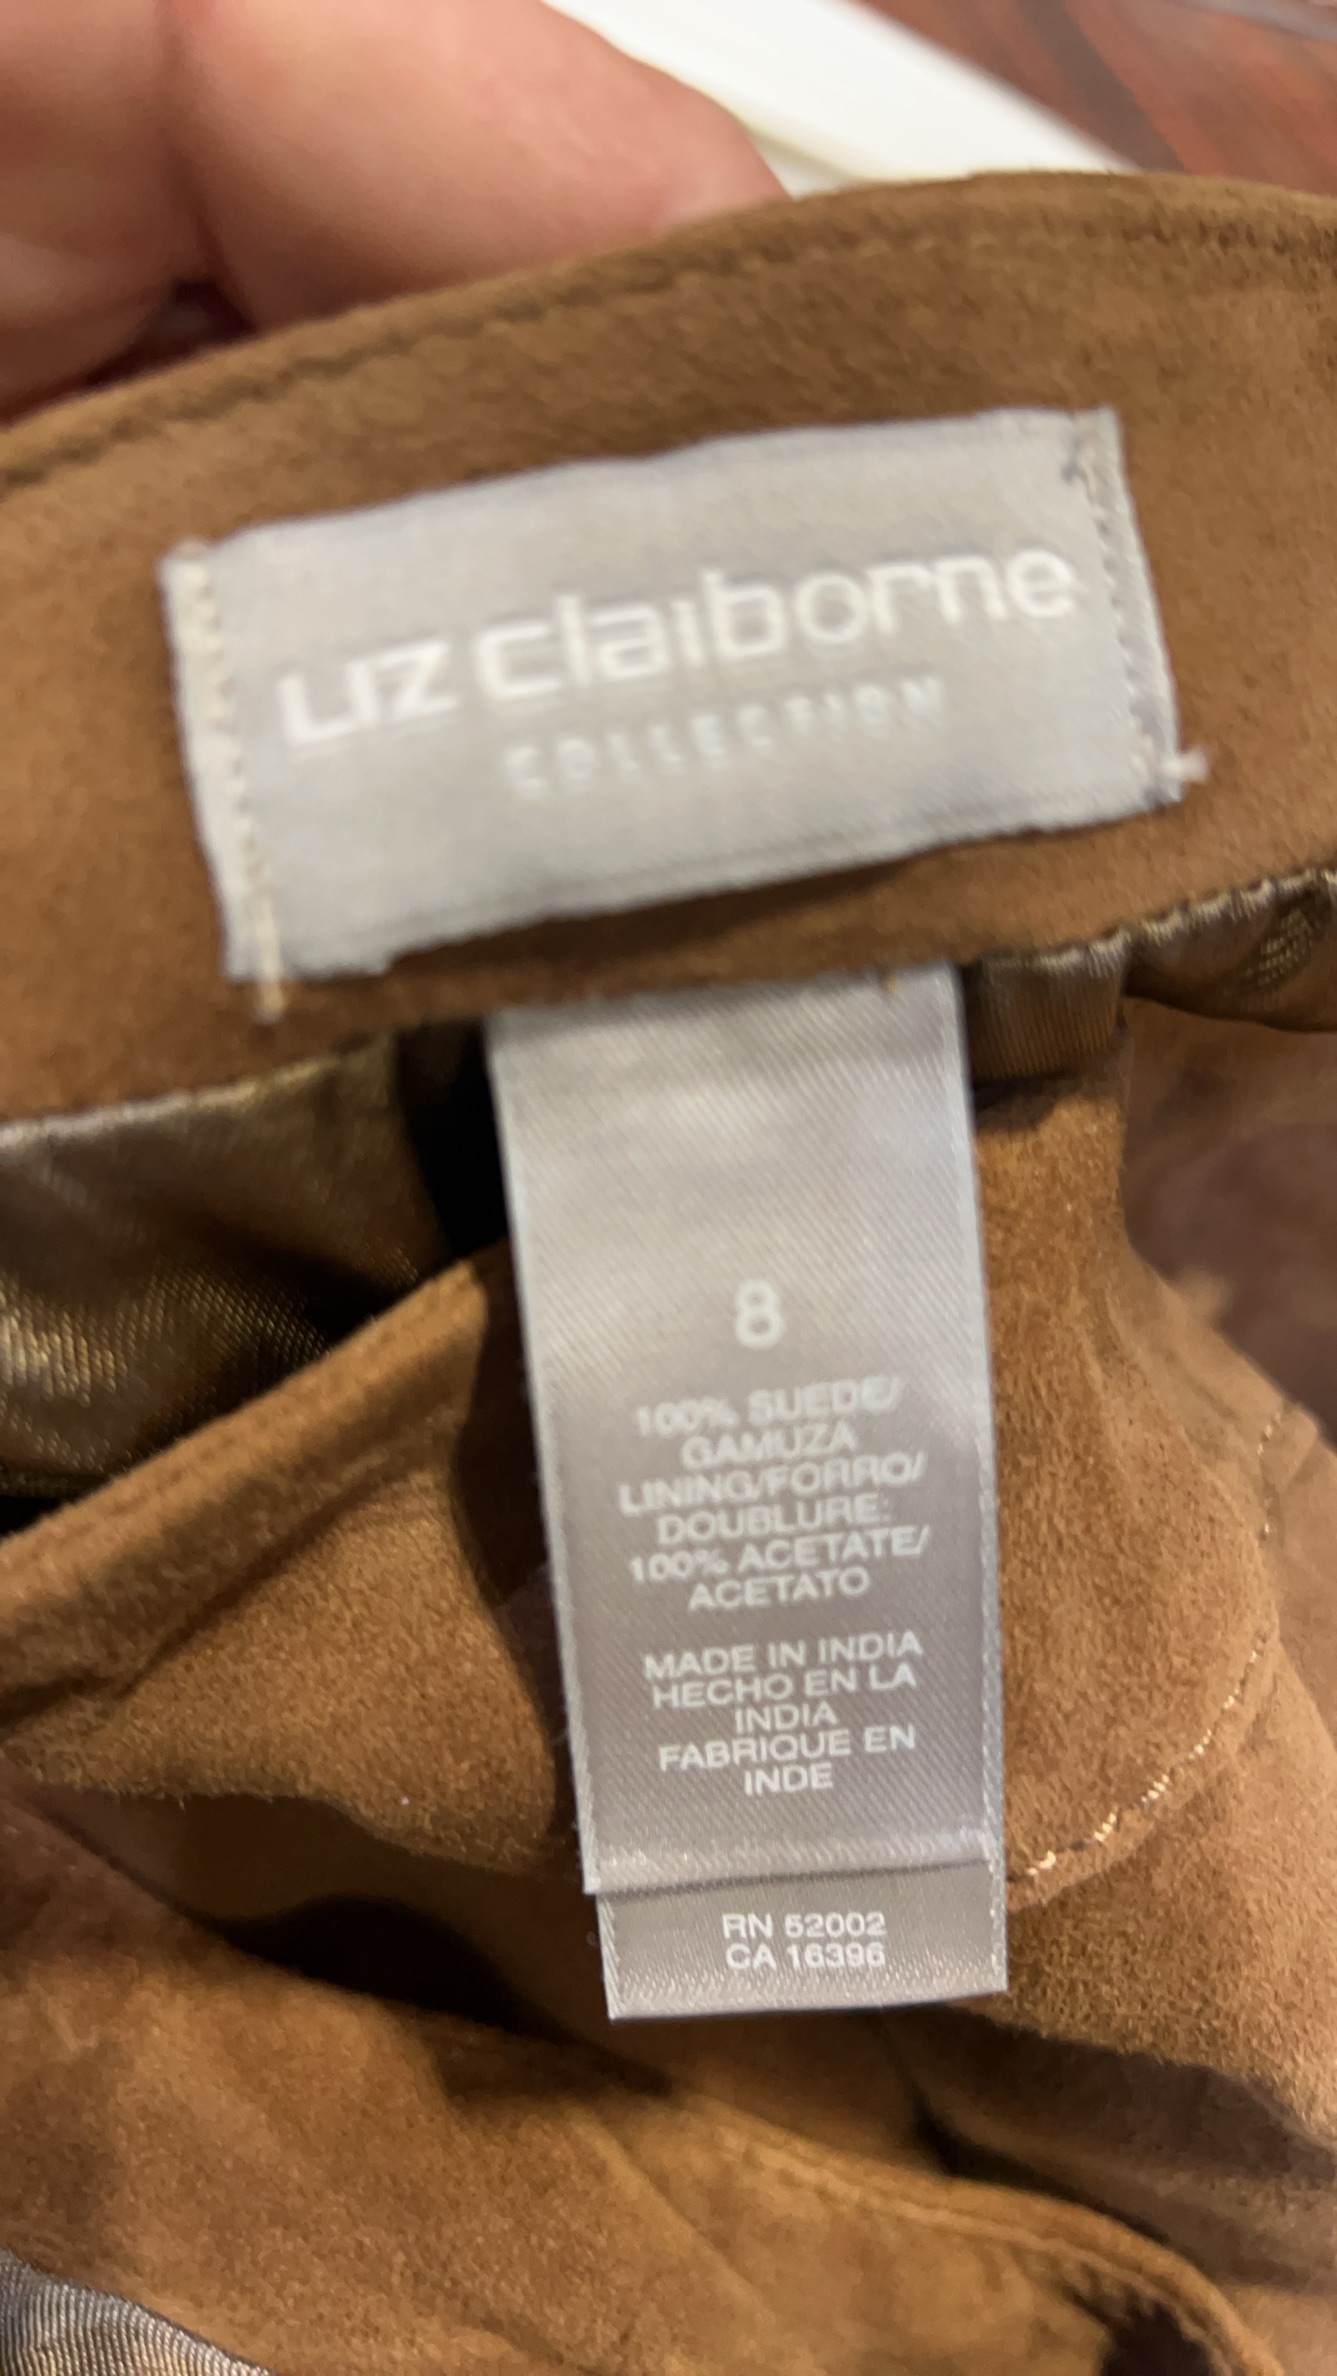 LIZ claiborne
COLLECTION
8
100% SUEDE/
GAMUZA
LINING/FORRO/
DOUBLURE:
100% ACETATE/
ACETATO
MADE IN INDIA
HECHO EN LA
INDIA
FABRIQUE EN
INDE
RN 52002
CA 16396